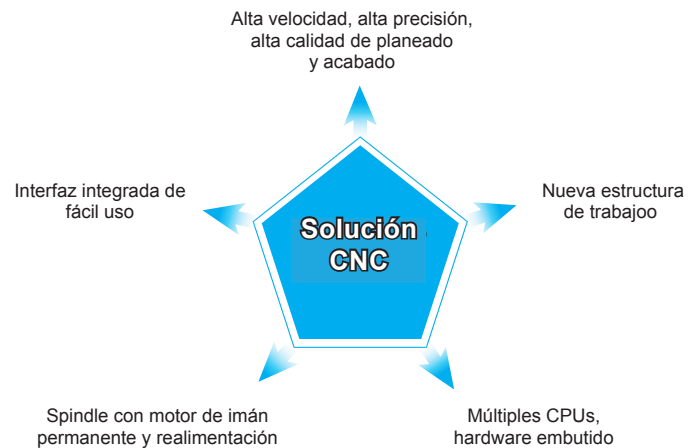 Alta velocidad, alta precisión,
alta calidad de planeado
y acabado
Interfaz integrada de
fácil uso
Nueva estructura
de trabajoo
Solución
CNC
Spindle con motor de imán
permanente y realimentación
Múltiples CPUs,
hardware embutido